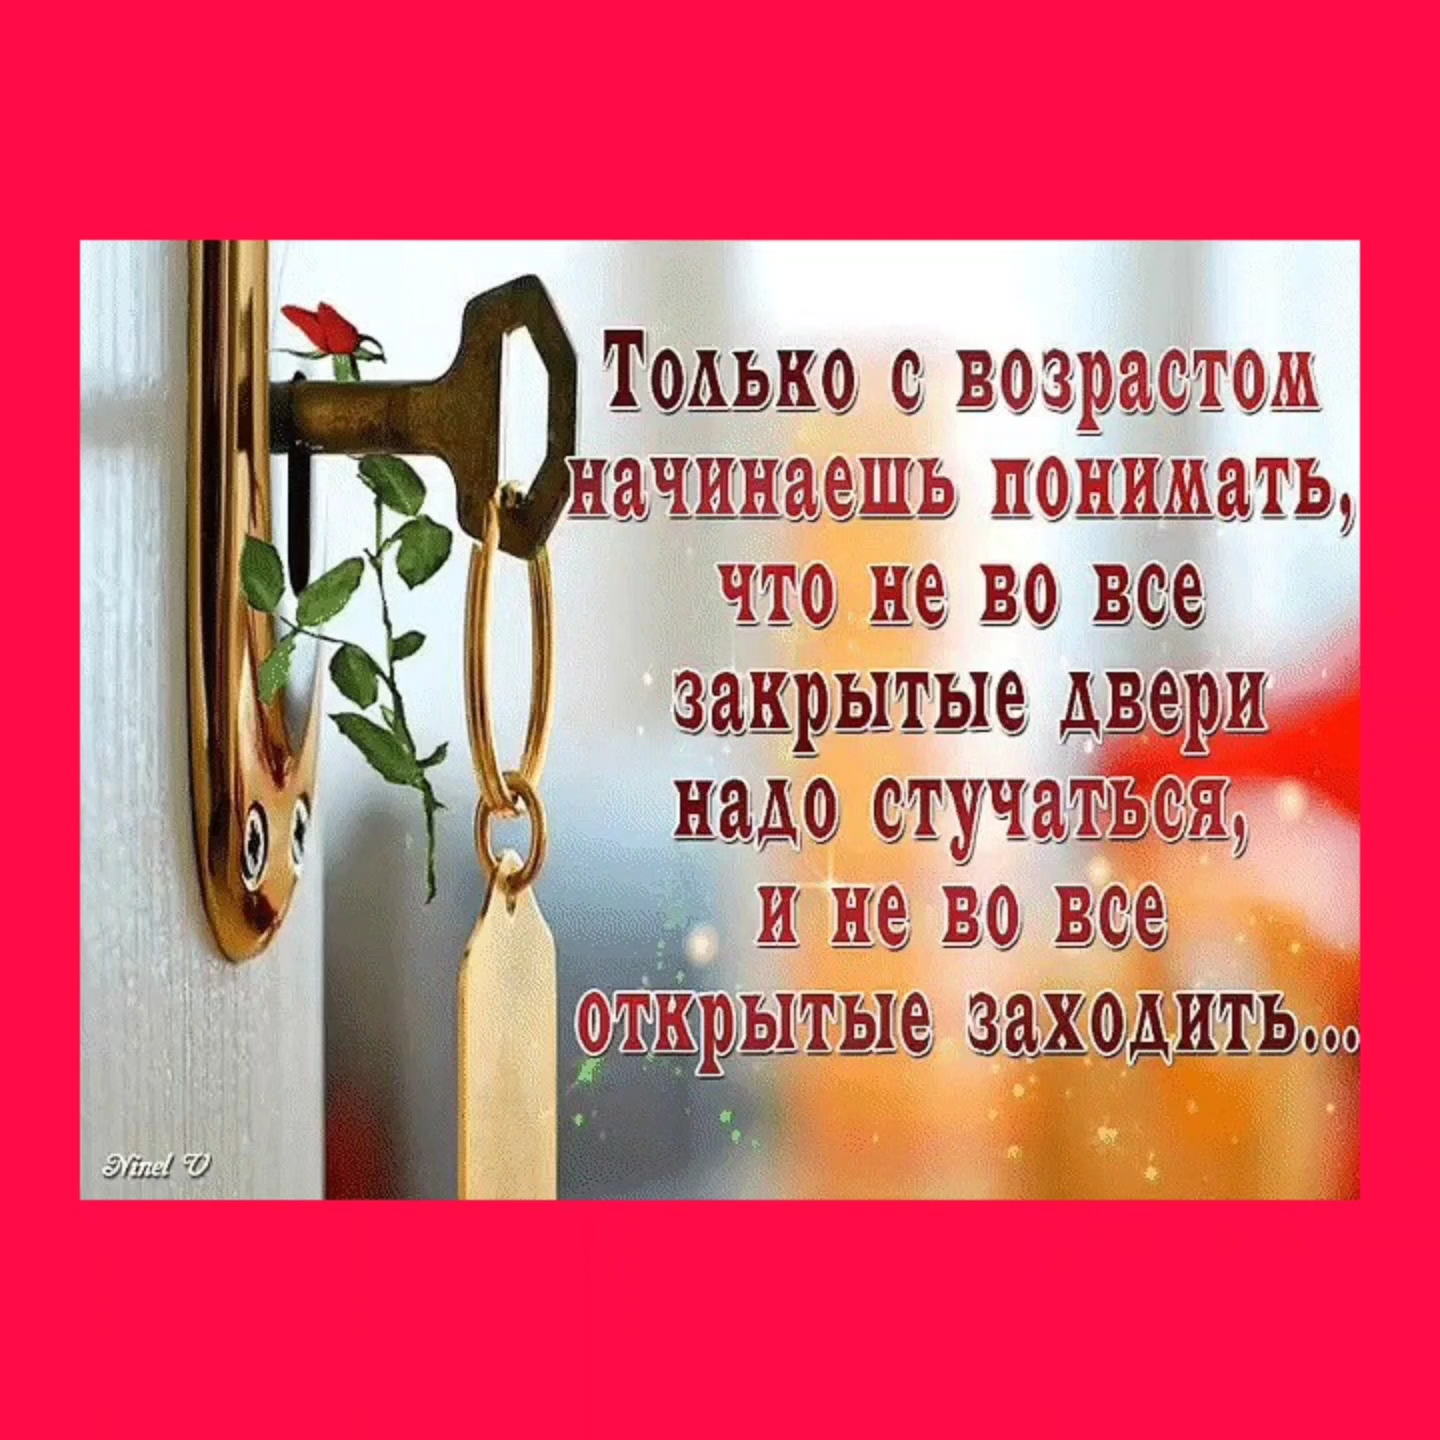 Только с возрастом
начинаешь понимать,
что не во все
закрытые двери
надо стучаться,
и не во все
открытые заходить...
Ninel V